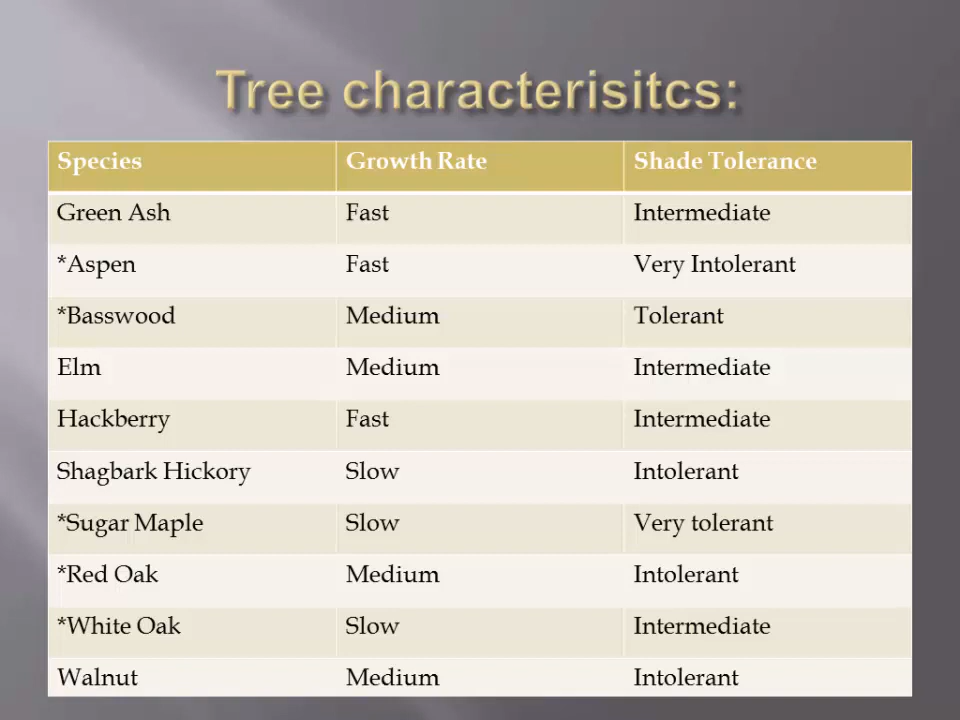 Tree characterisitcs:
Species Growth Rate Shade Tolerance
Green Ash Fast Intermediate
*Aspen Fast Very Intolerant
*Basswood Medium Tolerant
Elm Medium Intermediate
Hackberry Fast Intermediate
Shagbark Hickory Slow Intolerant
*Sugar Maple Slow Very tolerant
*Red Oak Medium Intolerant
*White Oak Slow Intermediate
Walnut Medium Intolerant